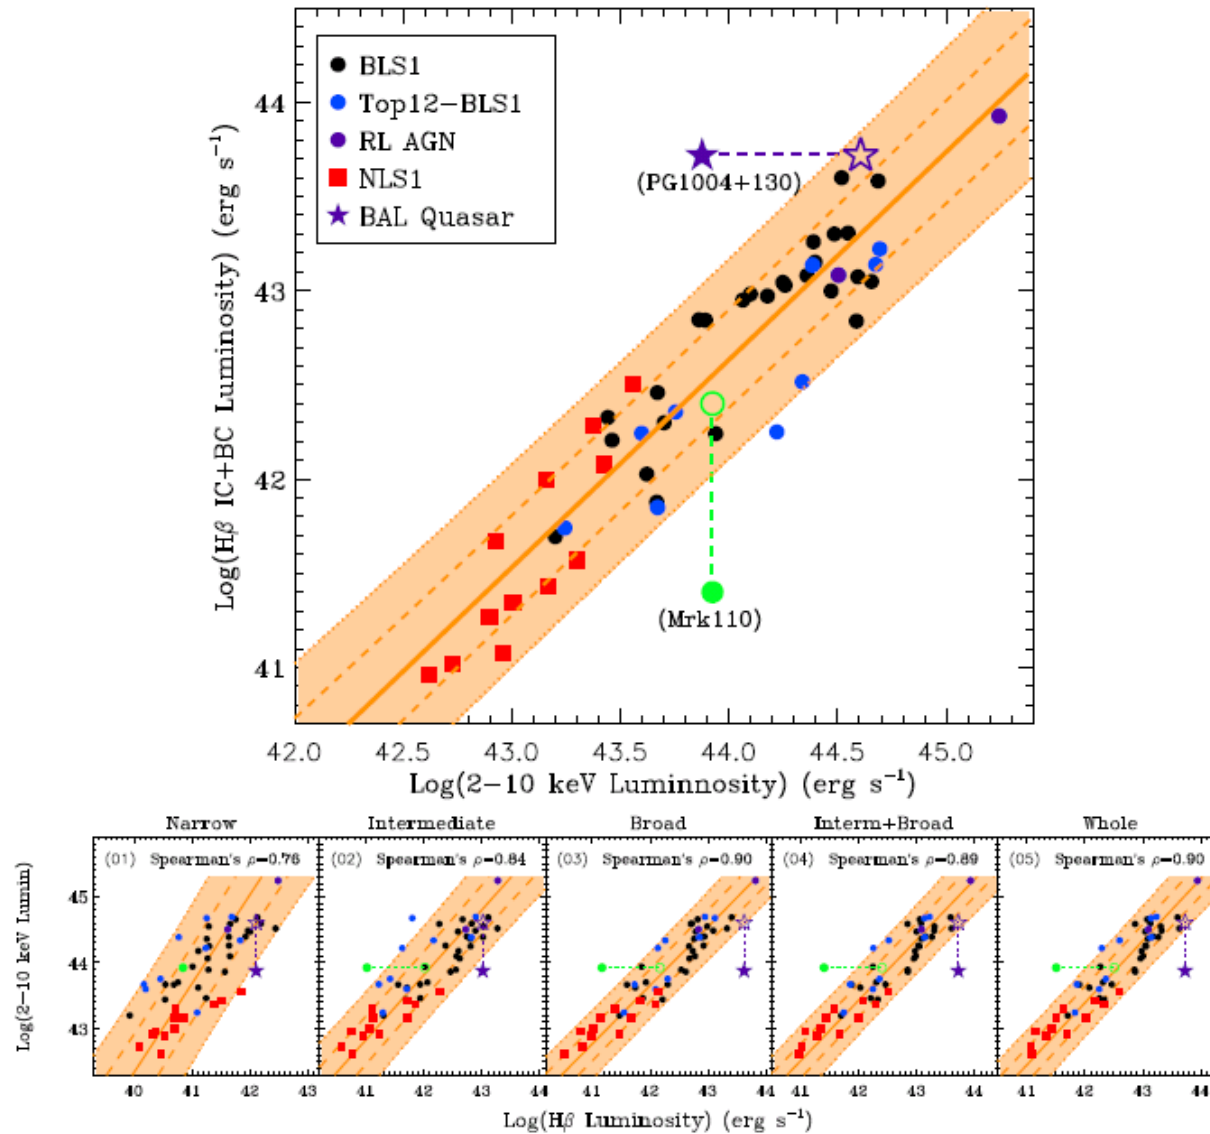 BLS1
Top12-BLS1
RL AGN
NLS1
BAL Quasar
(PG1004+130)
(Mrk110)
Log(Hβ IC+BC Luminosity) (erg s⁻¹)
44
43
42
41
42.0 42.5 43.0 43.5 44.0 44.5 45.0
Log(2-10 keV Luminnosity) (erg s⁻¹)
Narrow Intermediate Broad Interm+Broad Whole
(01) Spearman's ρ=0.76 (02) Spearman's ρ=0.84 (03) Spearman's ρ=0.90 (04) Spearman's ρ=0.89 (05) Spearman's ρ=0.90
Log(2-10 keV Lumin)
45
44
43
40 41 42 43 41 42 43 44 41 42 43 44 41 42 43 44 41 42 43 44
Log(Hβ Luminosity) (erg s⁻¹)